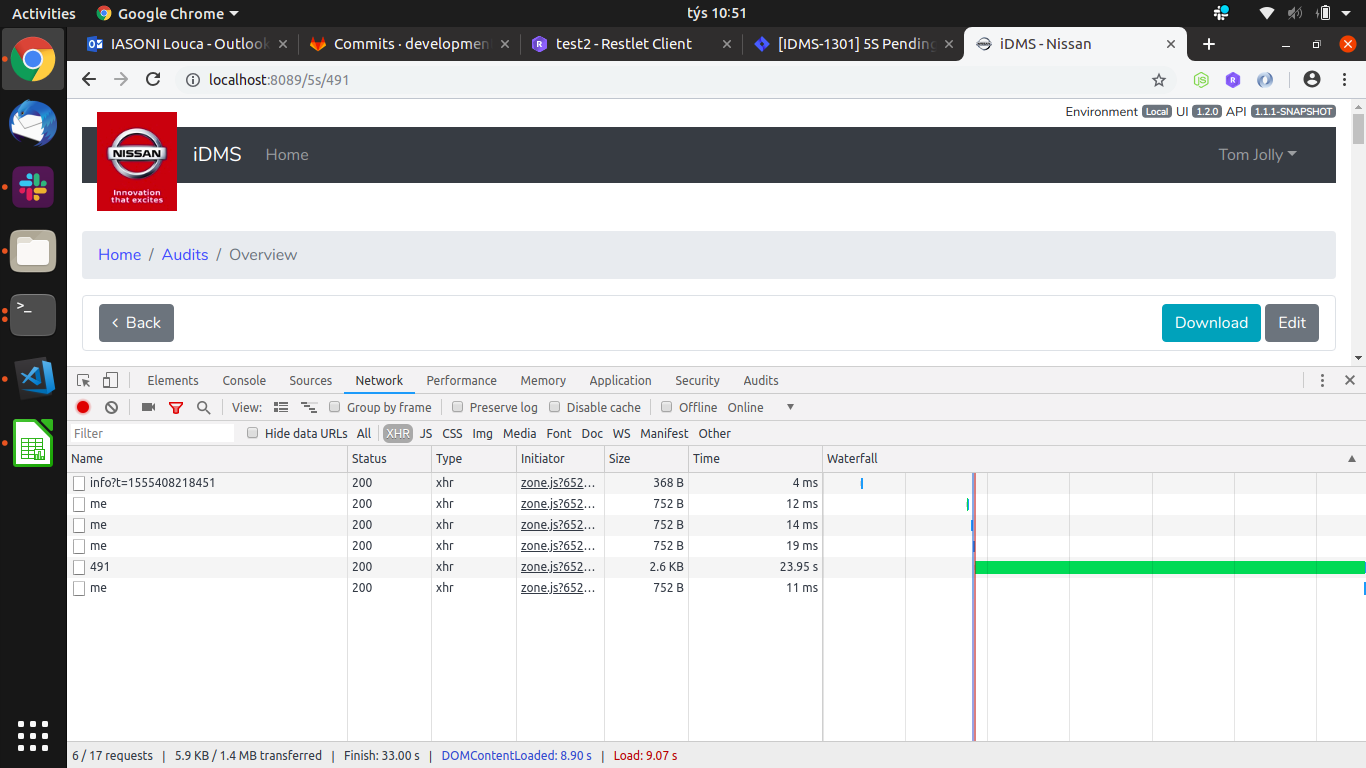 Activities Google Chrome týs 10:51
IASONI Louca - Outlook Commits · developmen test2 - Restlet Client [IDMS-1301] 5S Pending iDMS - Nissan
localhost:8089/5s/491
Environment Local UI 1.2.0 API 1.1.1-SNAPSHOT
NISSAN
Innovation
that excites
iDMS Home Tom Jolly
Home / Audits / Overview
Back Download Edit
Elements Console Sources Network Performance Memory Application Security Audits
View: Group by frame Preserve log Disable cache Offline Online
Filter Hide data URLs All XHR JS CSS Img Media Font Doc WS Manifest Other
Name Status Type Initiator Size Time Waterfall
info?t=1555408218451 200 xhr zone.js?652… 368 B 4 ms
me 200 xhr zone.js?652… 752 B 12 ms
me 200 xhr zone.js?652… 752 B 14 ms
me 200 xhr zone.js?652… 752 B 19 ms
491 200 xhr zone.js?652… 2.6 KB 23.95 s
me 200 xhr zone.js?652… 752 B 11 ms
6 / 17 requests | 5.9 KB / 1.4 MB transferred | Finish: 33.00 s | DOMContentLoaded: 8.90 s | Load: 9.07 s